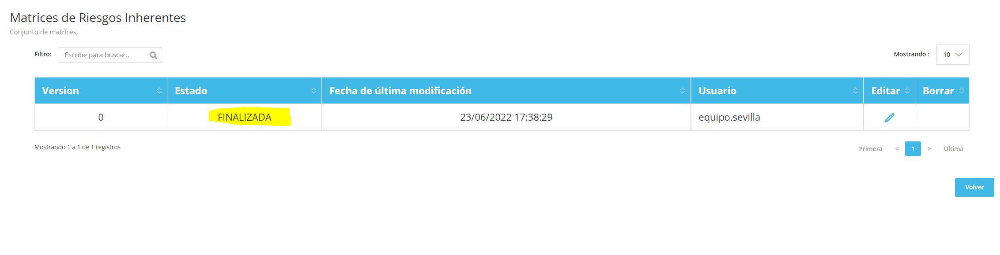 Matrices de Riesgos Inherentes
Conjunto de matrices
Filtro: Escribe para buscar.. Mostrando : 10
Version Estado Fecha de última modificación Usuario Editar Borrar
0 FINALIZADA 23/06/2022 17:38:29 equipo.sevilla
Mostrando 1 a 1 de 1 registros Primera < 1 > Ultima
Volver